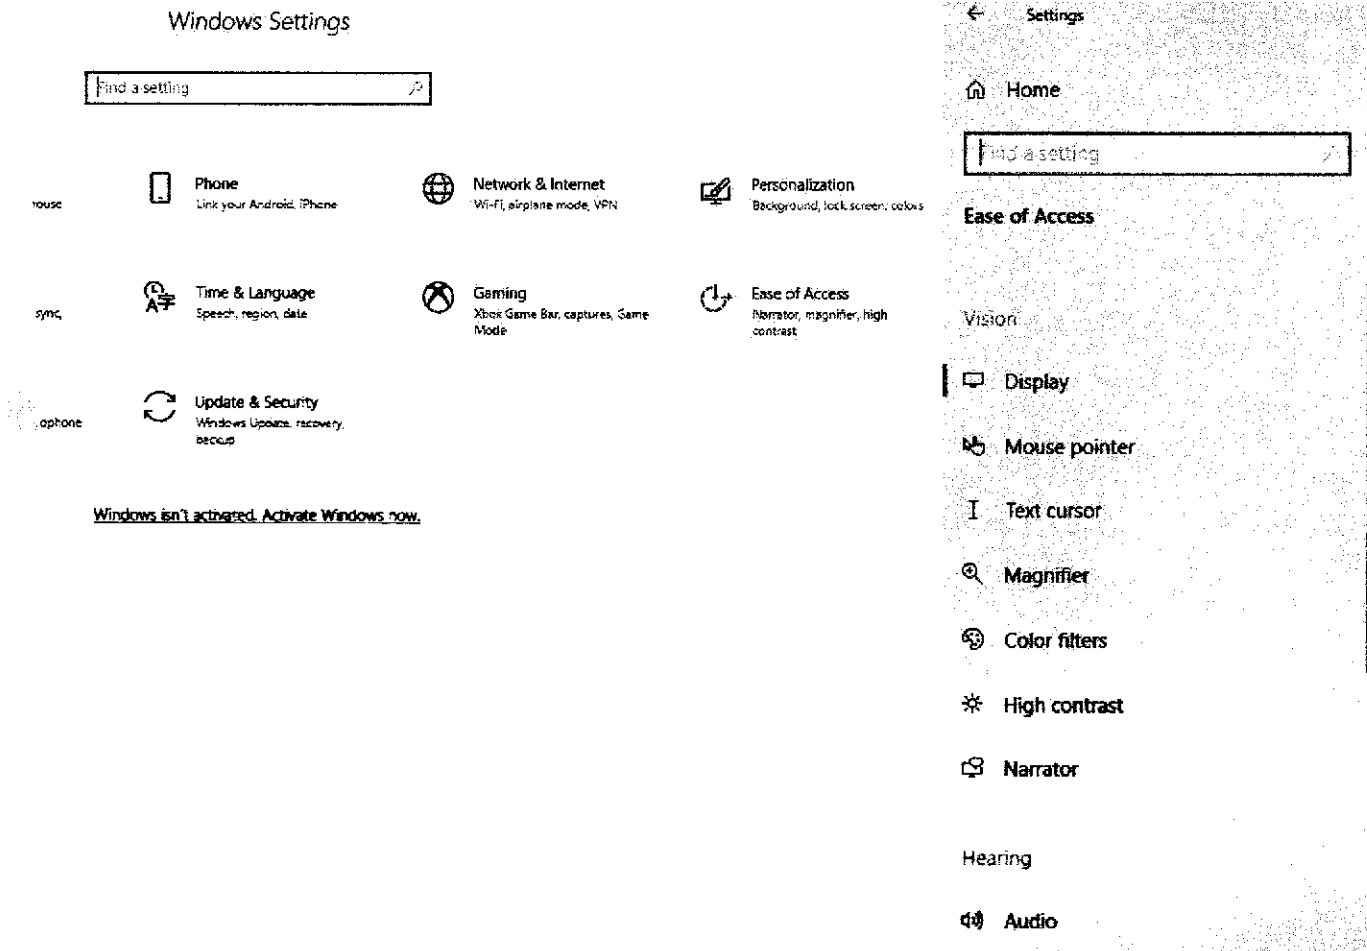 Windows Settings
Find a setting
Phone
Link your Android, iPhone
Network & Internet
Wi-Fi, airplane mode, VPN
Personalization
Background, lock screen, colors
Time & Language
Speech, region, date
sync,
Gaming
Xbox Game Bar, captures, Game
Mode
Ease of Access
Narrator, magnifier, high
contrast
ophone
Update & Security
Windows Update, recovery,
backup
Windows isn't activated. Activate Windows now.
Settings
Home
Find a setting
Ease of Access
Vision
Display
Mouse pointer
Text cursor
Magnifier
Color filters
High contrast
Narrator
Hearing
Audio